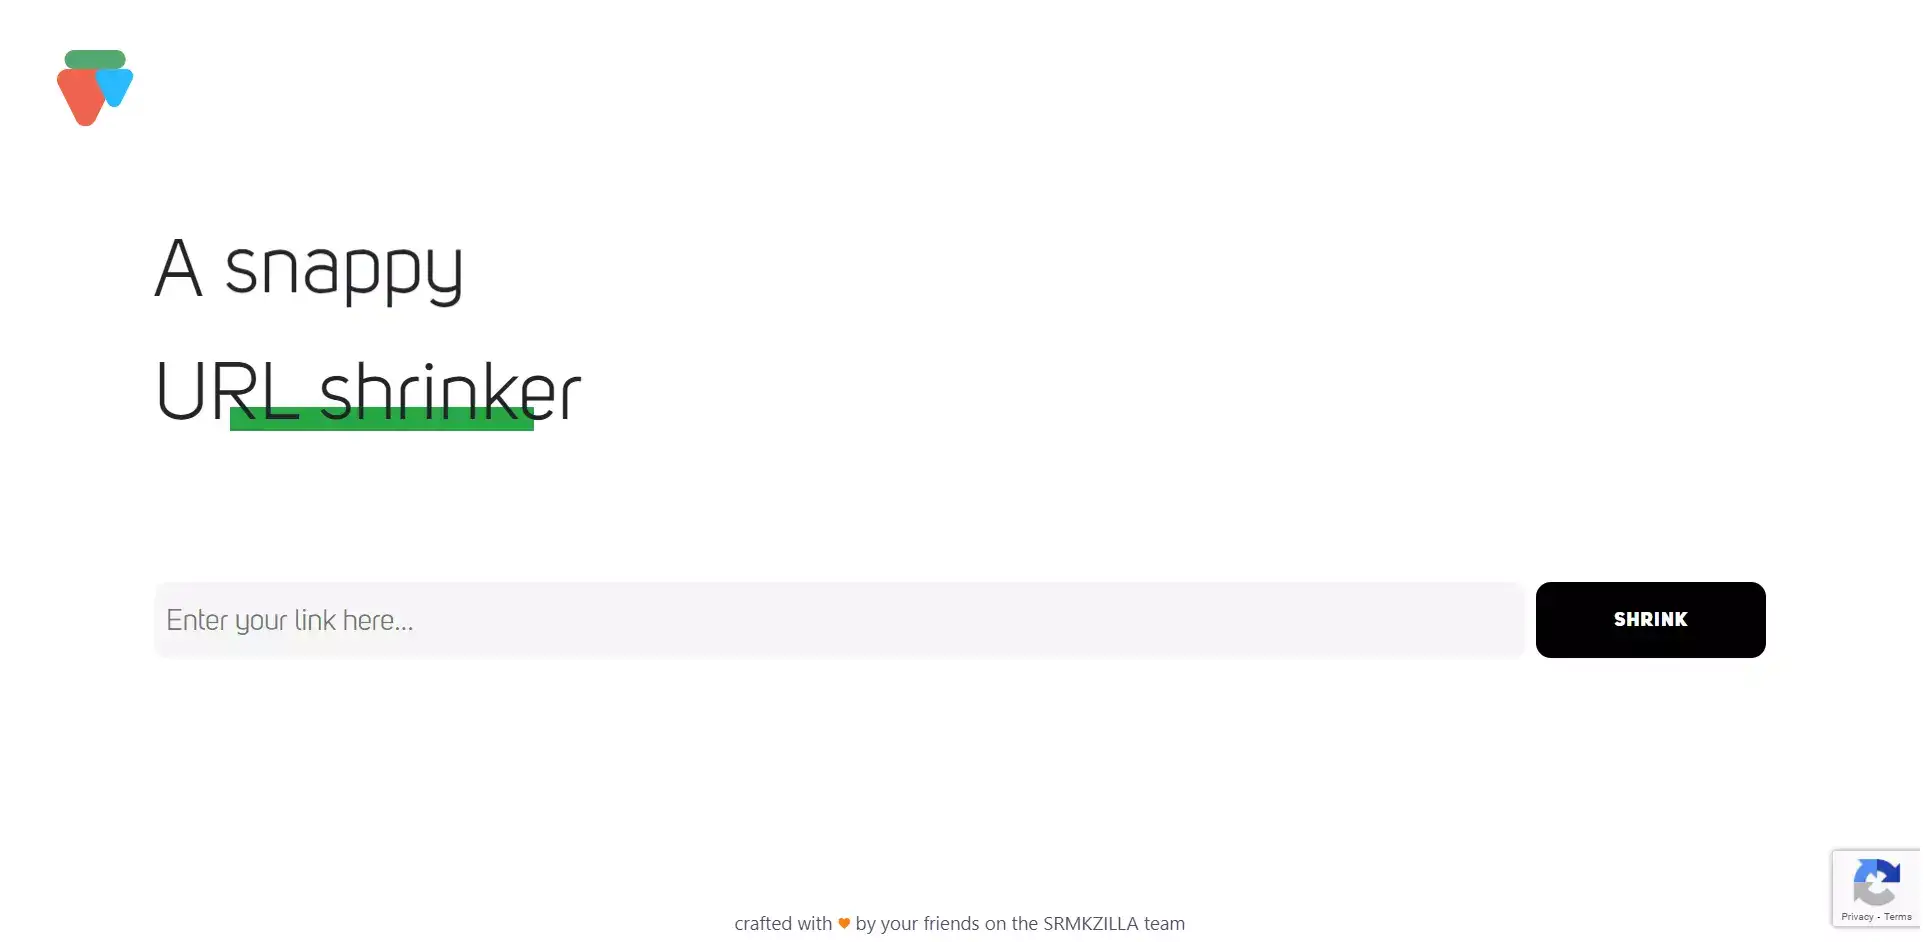 A snappy
URL shrinker
Enter your link here...
SHRINK
Privacy - Terms
crafted with 🧡 by your friends on the SRMKZILLA team